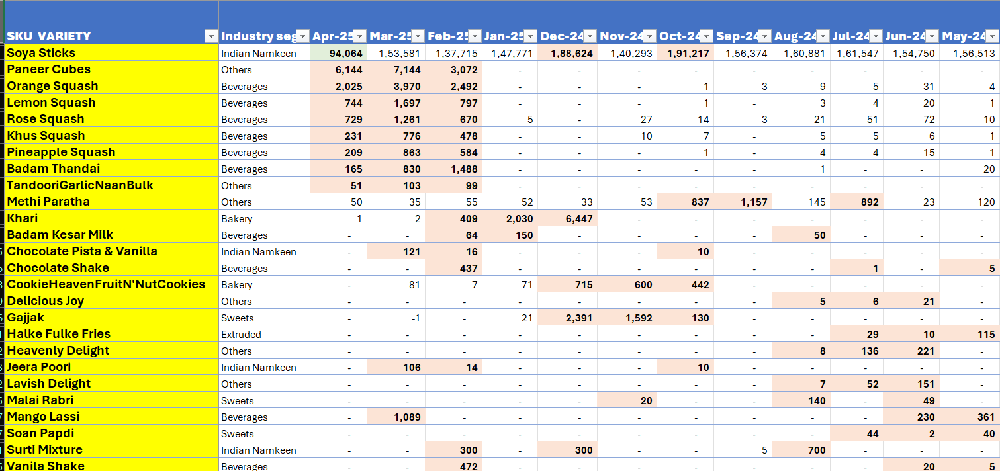 SKU VARIETY Industry seg Apr-25 Mar-25 Feb-25 Jan-25 Dec-24 Nov-24 Oct-24 Sep-24 Aug-24 Jul-24 Jun-24 May-24
Soya Sticks Indian Namkeen 94,064 1,53,581 1,37,715 1,47,771 1,88,624 1,40,293 1,91,217 1,56,374 1,60,881 1,61,547 1,54,750 1,56,513
Paneer Cubes Others 6,144 7,144 3,072 - - - - - - - - -
Orange Squash Beverages 2,025 3,970 2,492 - - - 1 3 9 5 31 4
Lemon Squash Beverages 744 1,697 797 - - - 1 - 3 4 20 1
Rose Squash Beverages 729 1,261 670 5 - 27 14 3 21 51 72 10
Khus Squash Beverages 231 776 478 - - 10 7 - 5 5 6 1
Pineapple Squash Beverages 209 863 584 - - - 1 - 4 4 15 1
Badam Thandai Beverages 165 830 1,488 - - - - - 1 - - 20
TandooriGarlicNaanBulk Others 51 103 99 - - - - - - - - -
Methi Paratha Others 50 35 55 52 33 53 837 1,157 145 892 23 120
Khari Bakery 1 2 409 2,030 6,447 - - - - - - -
Badam Kesar Milk Beverages - - 64 150 - - - - 50 - - -
Chocolate Pista & Vanilla Indian Namkeen - 121 16 - - - 10 - - - - -
Chocolate Shake Beverages - - 437 - - - - - - 1 - 5
CookieHeavenFruitN'NutCookies Bakery - 81 7 71 715 600 442 - - - - -
Delicious Joy Others - - - - - - - - 5 6 21 -
Gajjak Sweets - -1 - 21 2,391 1,592 130 - - - - -
Halke Fulke Fries Extruded - - - - - - - - - 29 10 115
Heavenly Delight Others - - - - - - - - 8 136 221 -
Jeera Poori Indian Namkeen - 106 14 - - - 10 - - - - -
Lavish Delight Others - - - - - - - - 7 52 151 -
Malai Rabri Sweets - - - - - 20 - - 140 - 49 -
Mango Lassi Beverages - 1,089 - - - - - - - - 230 361
Soan Papdi Sweets - - - - - - - - - 44 2 40
Surti Mixture Indian Namkeen - - 300 - 300 - - 5 700 - - -
Vanila Shake Beverages - - 472 - - - - - - - 20 5